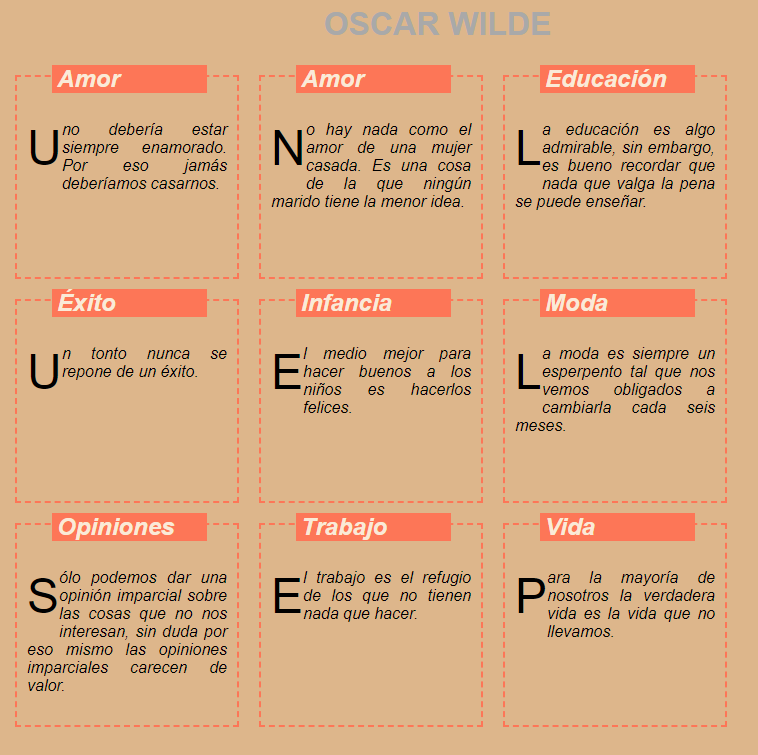 OSCAR WILDE
Amor
Uno debería estar
siempre enamorado.
Por eso jamás
deberíamos casarnos.
Amor
No hay nada como el
amor de una mujer
casada. Es una cosa
de la que ningún
marido tiene la menor idea.
Educación
La educación es algo
admirable, sin embargo,
es bueno recordar que
nada que valga la pena
se puede enseñar.
Éxito
Un tonto nunca se
repone de un éxito.
Infancia
El medio mejor para
hacer buenos a los
niños es hacerlos
felices.
Moda
La moda es siempre un
esperpento tal que nos
vemos obligados a
cambiarla cada seis
meses.
Opiniones
Sólo podemos dar una
opinión imparcial sobre
las cosas que no nos
interesan, sin duda por
eso mismo las opiniones
imparciales carecen de
valor.
Trabajo
El trabajo es el refugio
de los que no tienen
nada que hacer.
Vida
Para la mayoría de
nosotros la verdadera
vida es la vida que no
llevamos.